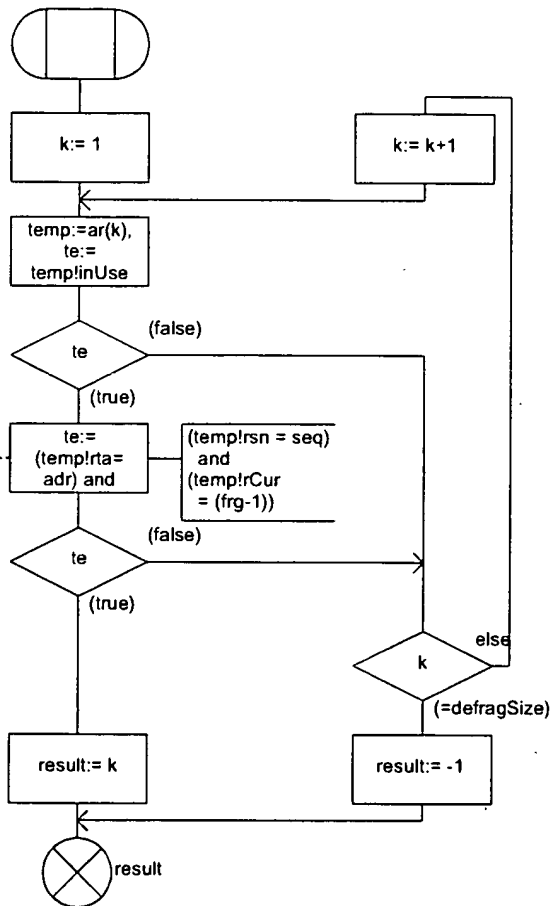 k:= 1
k:= k+1
temp:=ar(k),
te:=
temp!inUse
te
(false)
(true)
te:=
(temp!rta=
adr) and
(temp!rsn = seq)
and
(temp!rCur
= (frg-1))
te
(false)
(true)
k
else
(=defragSize)
result:= k
result:= -1
result